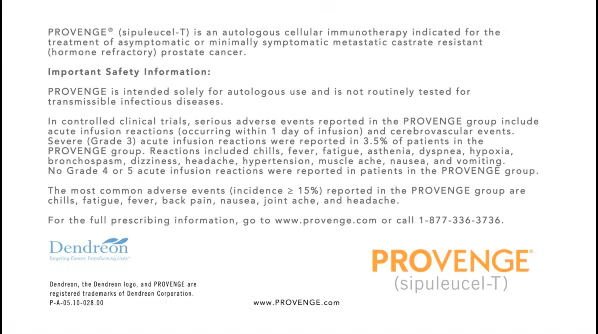 PROVENGE® (sipuleucel-T) is an autologous cellular immunotherapy indicated for the
treatment of asymptomatic or minimally symptomatic metastatic castrate resistant
(hormone refractory) prostate cancer.
Important Safety Information:
PROVENGE is intended solely for autologous use and is not routinely tested for
transmissible infectious diseases.
In controlled clinical trials, serious adverse events reported in the PROVENGE group include
acute infusion reactions (occurring within 1 day of infusion) and cerebrovascular events.
Severe (Grade 3) acute infusion reactions were reported in 3.5% of patients in the
PROVENGE group. Reactions included chills, fever, fatigue, asthenia, dyspnea, hypoxia,
bronchospasm, dizziness, headache, hypertension, muscle ache, nausea, and vomiting.
No Grade 4 or 5 acute infusion reactions were reported in patients in the PROVENGE group.
The most common adverse events (incidence ≥ 15%) reported in the PROVENGE group are
chills, fatigue, fever, back pain, nausea, joint ache, and headache.
For the full prescribing information, go to www.provenge.com or call 1-877-336-3736.
Dendreon
Targeting Cancer, Transforming Lives™
PROVENGE®
(sipuleucel-T)
Dendreon, the Dendreon logo, and PROVENGE are
registered trademarks of Dendreon Corporation.
P-A-05.10-028.00
www.PROVENGE.com